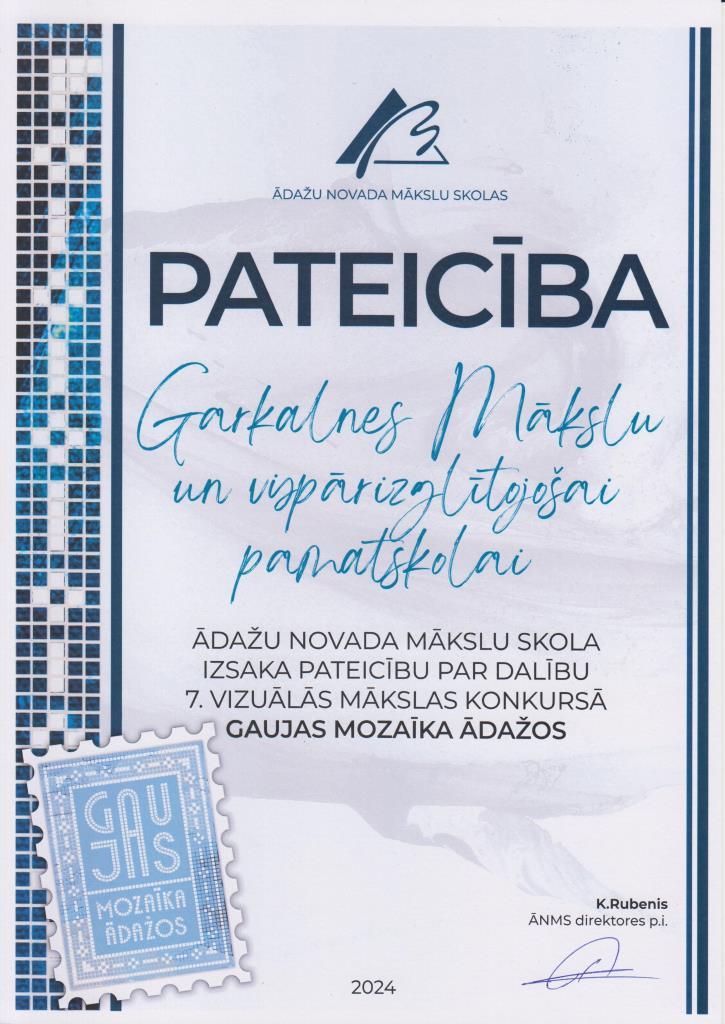 ĀDAŽU NOVADA MĀKSLU SKOLAS
PATEICĪBA
Garkalnes Mākslu
un vispārizglītojošai
pamatskolai
ĀDAŽU NOVADA MĀKSLU SKOLA
IZSAKA PATEICĪBU PAR DALĪBU
7. VIZUĀLĀS MĀKSLAS KONKURSĀ
GAUJAS MOZAĪKA ĀDAŽOS
GAU
JAS
MOZAĪKA
ĀDAŽOS
K.Rubenis
ĀNMS direktores p.i.
2024